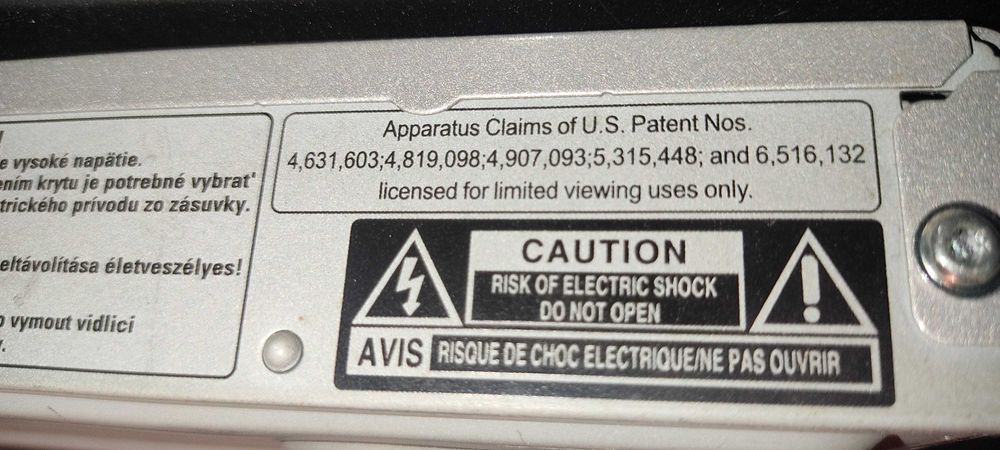 e vysoké napätie.
ením krytu je potrebné vybrat'
trického prívodu zo zásuvky.
eltávolítása életveszélyes!
o vymout vidlici
Apparatus Claims of U.S. Patent Nos.
4,631,603;4,819,098;4,907,093;5,315,448; and 6,516,132
licensed for limited viewing uses only.
CAUTION
RISK OF ELECTRIC SHOCK
DO NOT OPEN
AVIS RISQUE DE CHOC ELECTRIQUE/NE PAS OUVRIR